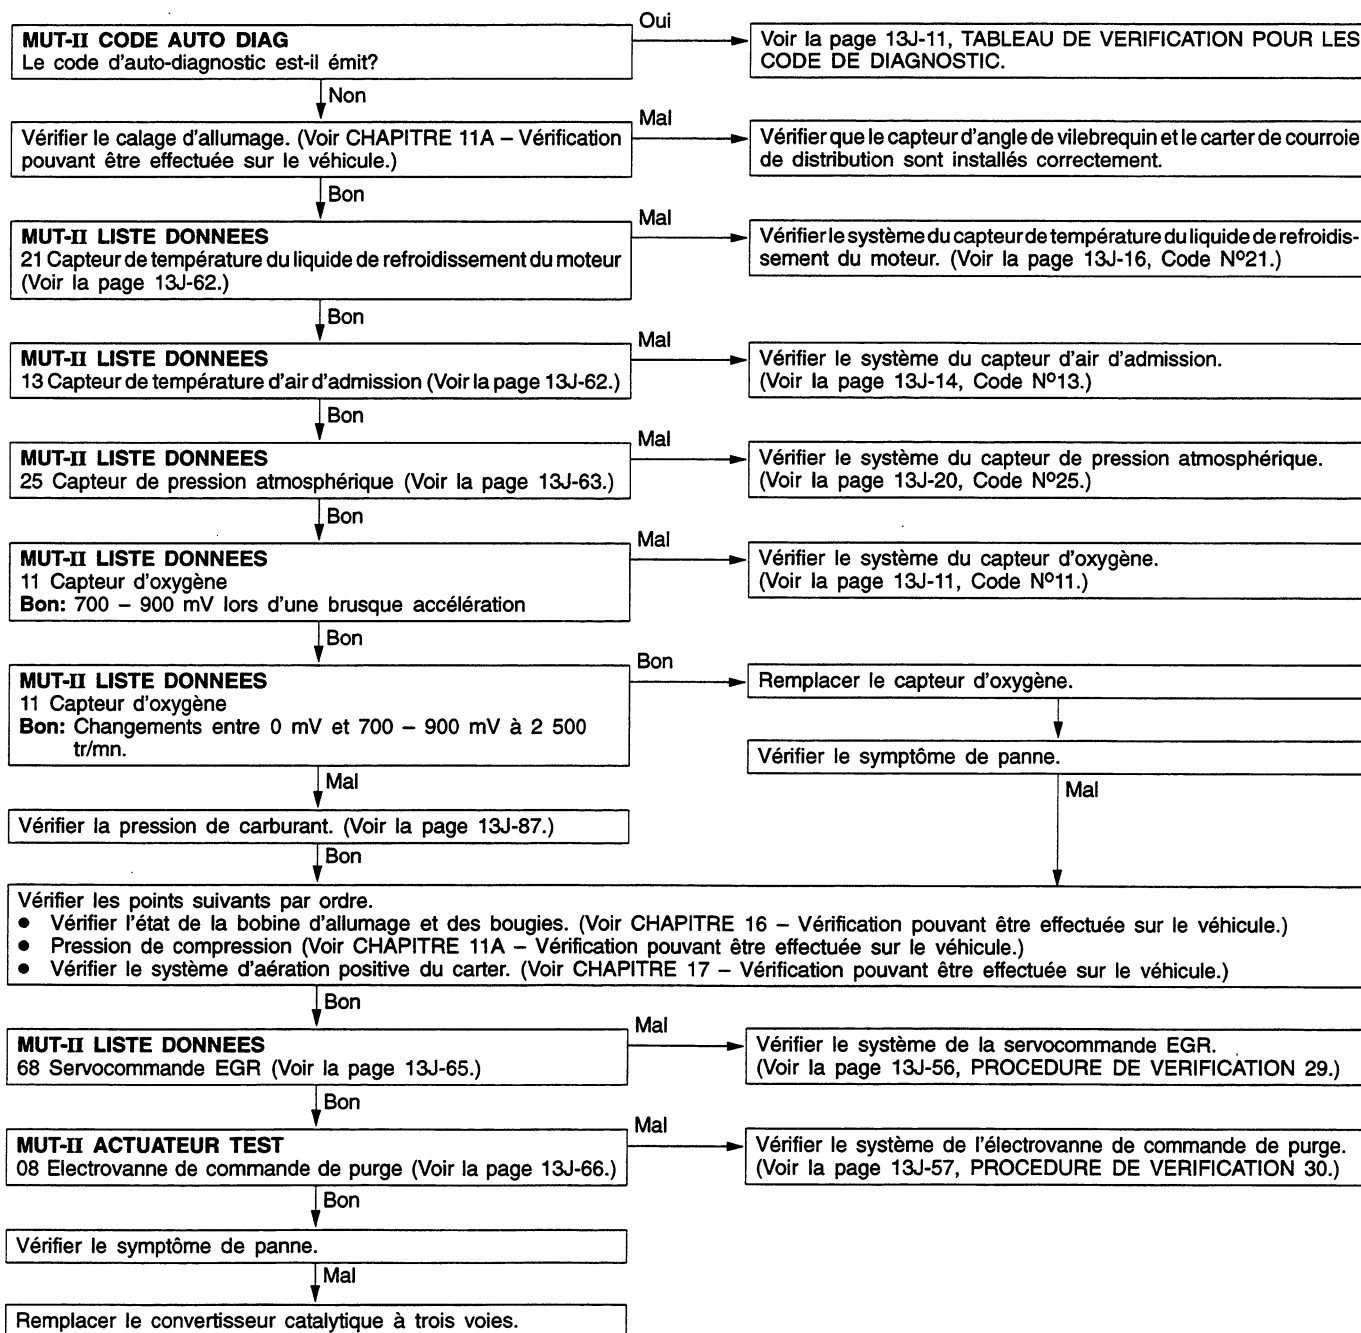 Oui
MUT-II CODE AUTO DIAG
Le code d'auto-diagnostic est-il émit?
Voir la page 13J-11, TABLEAU DE VERIFICATION POUR LES
CODE DE DIAGNOSTIC.
Non
Mal
Vérifier le calage d'allumage. (Voir CHAPITRE 11A – Vérification
pouvant être effectuée sur le véhicule.)
Vérifier que le capteur d'angle de vilebrequin et le carter de courroie
de distribution sont installés correctement.
Bon
Mal
MUT-II LISTE DONNEES
21 Capteur de température du liquide de refroidissement du moteur
(Voir la page 13J-62.)
Vérifier le système du capteur de température du liquide de refroidis-
sement du moteur. (Voir la page 13J-16, Code Nº21.)
Bon
Mal
MUT-II LISTE DONNEES
13 Capteur de température d'air d'admission (Voir la page 13J-62.)
Vérifier le système du capteur d'air d'admission.
(Voir la page 13J-14, Code Nº13.)
Bon
Mal
MUT-II LISTE DONNEES
25 Capteur de pression atmosphérique (Voir la page 13J-63.)
Vérifier le système du capteur de pression atmosphérique.
(Voir la page 13J-20, Code Nº25.)
Bon
Mal
MUT-II LISTE DONNEES
11 Capteur d'oxygène
Bon: 700 – 900 mV lors d'une brusque accélération
Vérifier le système du capteur d'oxygène.
(Voir la page 13J-11, Code Nº11.)
Bon
Bon
MUT-II LISTE DONNEES
11 Capteur d'oxygène
Bon: Changements entre 0 mV et 700 – 900 mV à 2 500
tr/mn.
Remplacer le capteur d'oxygène.
Vérifier le symptôme de panne.
Mal
Mal
Vérifier la pression de carburant. (Voir la page 13J-87.)
Bon
Vérifier les points suivants par ordre.
● Vérifier l'état de la bobine d'allumage et des bougies. (Voir CHAPITRE 16 – Vérification pouvant être effectuée sur le véhicule.)
● Pression de compression (Voir CHAPITRE 11A – Vérification pouvant être effectuée sur le véhicule.)
● Vérifier le système d'aération positive du carter. (Voir CHAPITRE 17 – Vérification pouvant être effectuée sur le véhicule.)
Bon
Mal
MUT-II LISTE DONNEES
68 Servocommande EGR (Voir la page 13J-65.)
Vérifier le système de la servocommande EGR.
(Voir la page 13J-56, PROCEDURE DE VERIFICATION 29.)
Bon
Mal
MUT-II ACTUATEUR TEST
08 Electrovanne de commande de purge (Voir la page 13J-66.)
Vérifier le système de l'électrovanne de commande de purge.
(Voir la page 13J-57, PROCEDURE DE VERIFICATION 30.)
Bon
Vérifier le symptôme de panne.
Mal
Remplacer le convertisseur catalytique à trois voies.